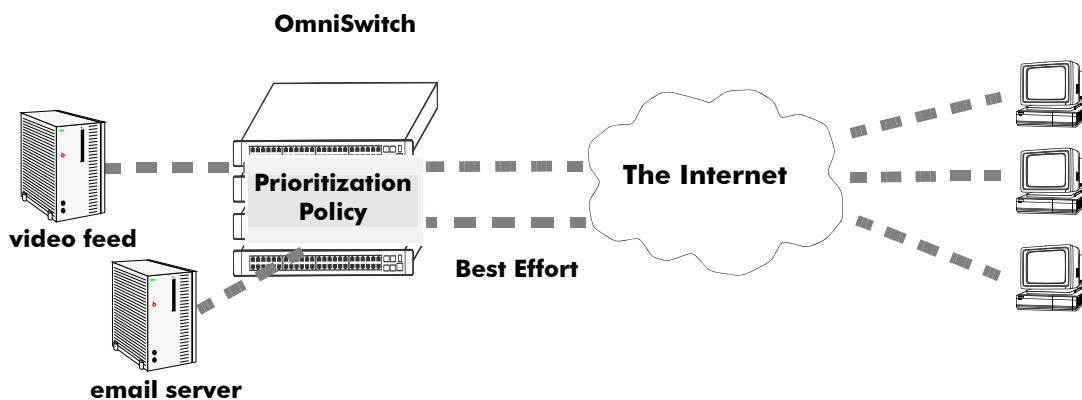 OmniSwitch
Prioritization
Policy
The Internet
video feed
Best Effort
email server